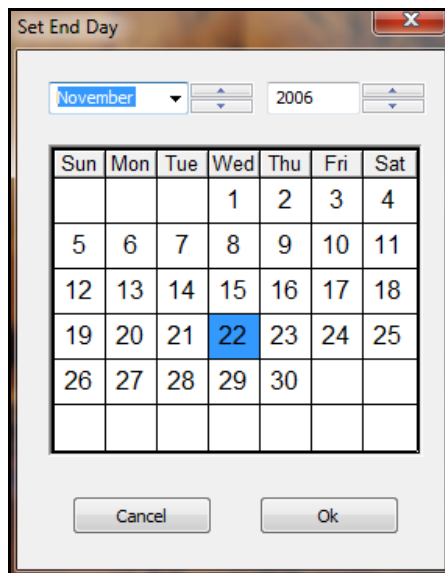 Set End Day
November 2006
Sun Mon Tue Wed Thu Fri Sat
1 2 3 4
5 6 7 8 9 10 11
12 13 14 15 16 17 18
19 20 21 22 23 24 25
26 27 28 29 30
Cancel Ok